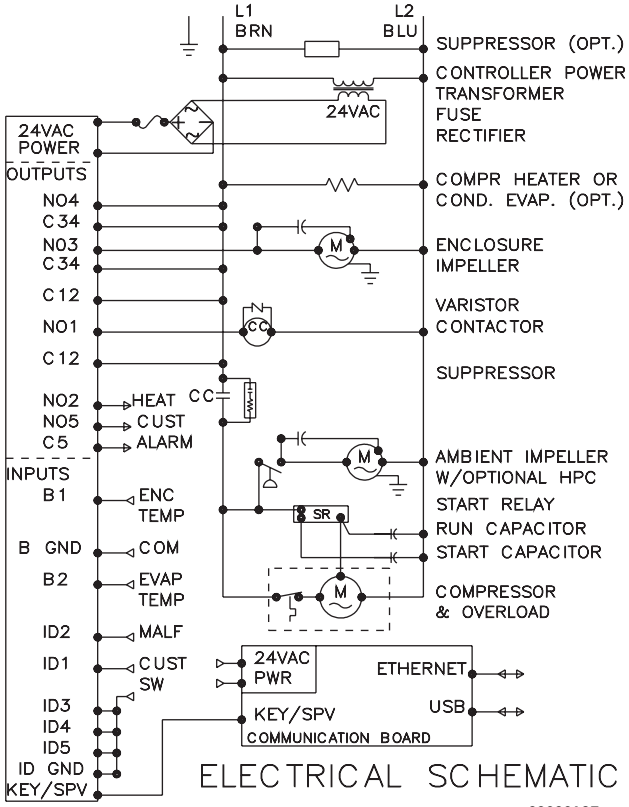 L1
BRN
L2
BLU
SUPPRESSOR (OPT.)
CONTROLLER POWER
TRANSFORMER
FUSE
RECTIFIER
24VAC
24VAC
POWER
OUTPUTS
NO4
C34
NO3
C34
C12
NO1
C12
NO2
HEAT
NO5
CUST
C5
ALARM
COMPR HEATER OR
COND. EVAP. (OPT.)
M
ENCLOSURE
IMPELLER
VARISTOR
CC
CONTACTOR
SUPPRESSOR
CC
M
AMBIENT IMPELLER
W/OPTIONAL HPC
START RELAY
SR
RUN CAPACITOR
START CAPACITOR
M
COMPRESSOR
& OVERLOAD
INPUTS
B1
ENC
TEMP
B GND
COM
B2
EVAP
TEMP
ID2
MALF
ID1
CUST
SW
ID3
ID4
ID5
ID GND
KEY/SPV
24VAC
PWR
ETHERNET
USB
KEY/SPV
COMMUNICATION BOARD
ELECTRICAL SCHEMATIC